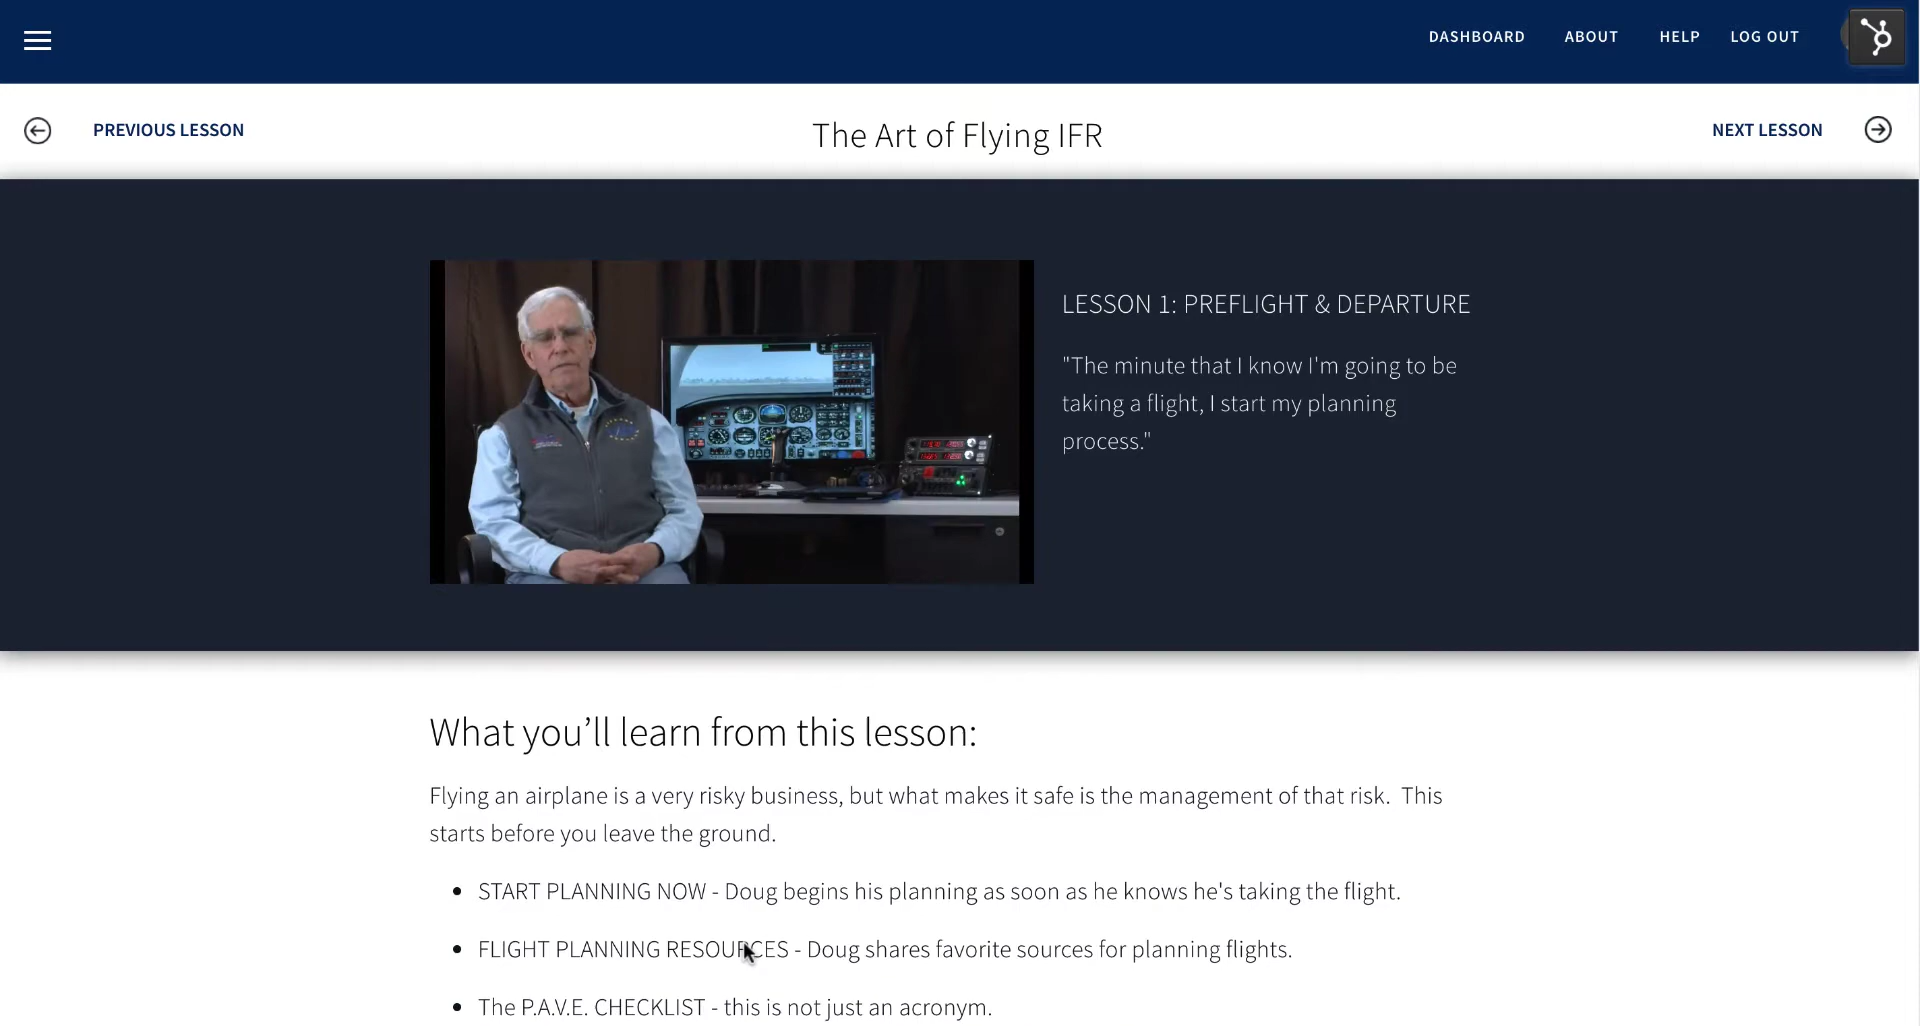 DASHBOARD ABOUT HELP LOG OUT
PREVIOUS LESSON
The Art of Flying IFR
NEXT LESSON
LESSON 1: PREFLIGHT & DEPARTURE
"The minute that I know I'm going to be
taking a flight, I start my planning
process."
What you’ll learn from this lesson:
Flying an airplane is a very risky business, but what makes it safe is the management of that risk.  This
starts before you leave the ground.
START PLANNING NOW - Doug begins his planning as soon as he knows he's taking the flight.
FLIGHT PLANNING RESOURCES - Doug shares favorite sources for planning flights.
The P.A.V.E. CHECKLIST - this is not just an acronym.